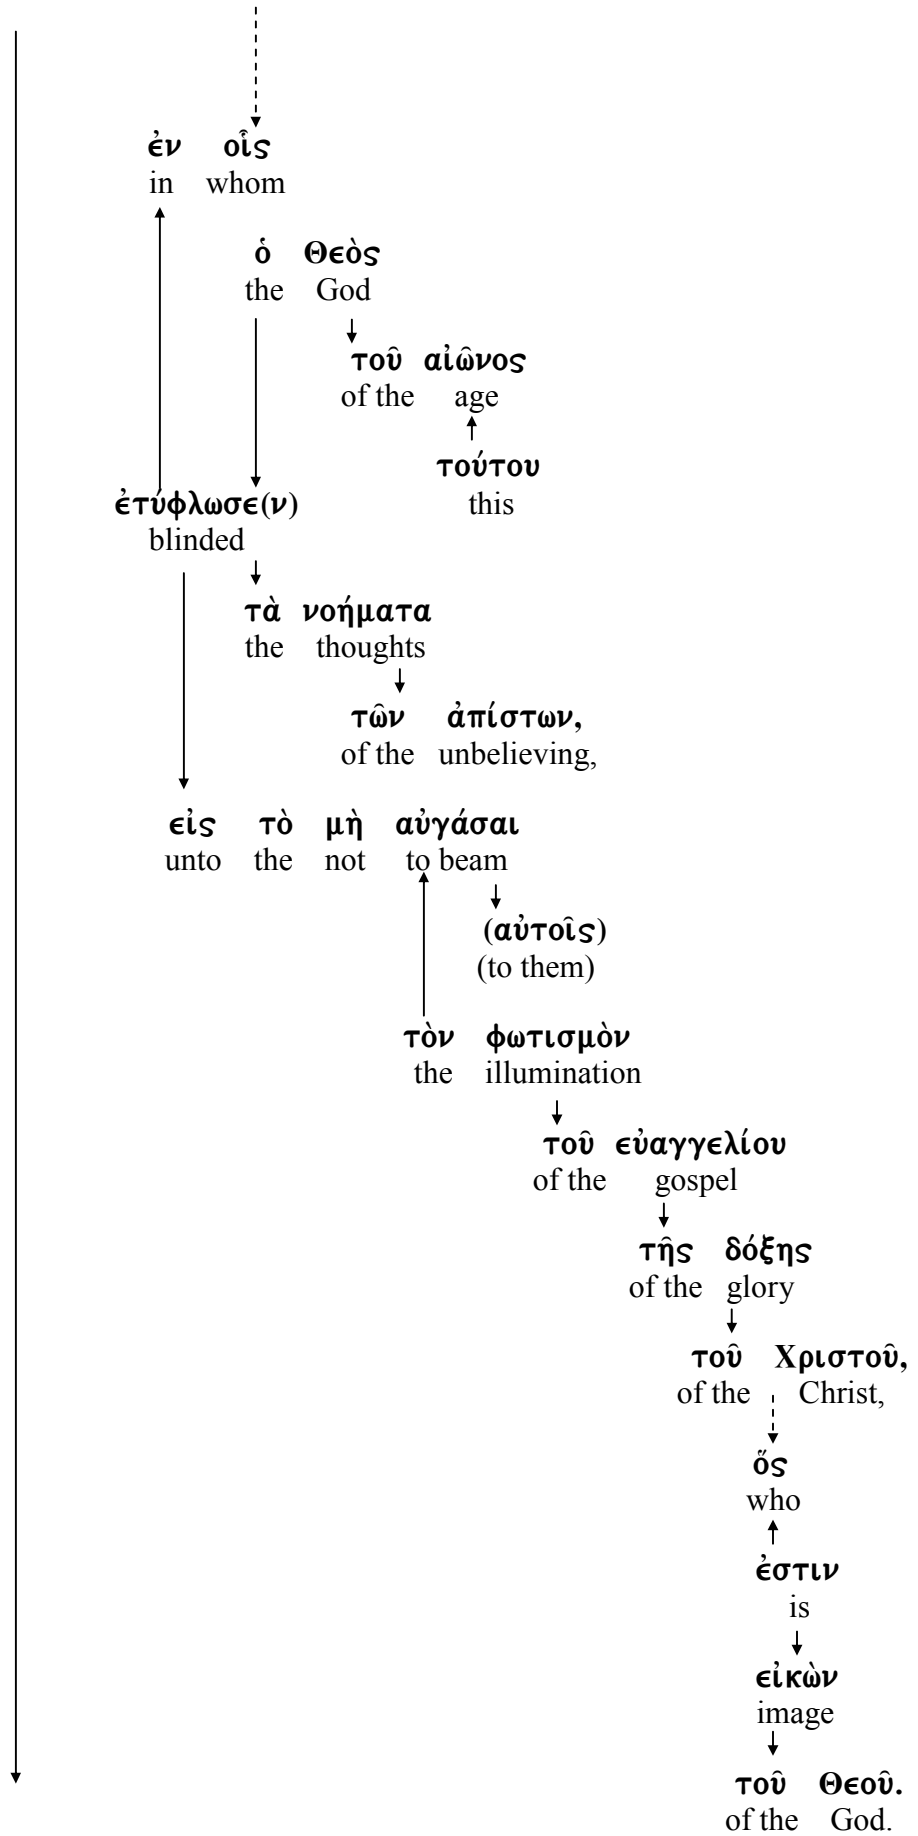 ἐν οἷς
in whom
ὁ Θεὸς
the God
τοῦ αἰῶνος
of the age
τούτου
this
ἐτύφλωσε(ν)
blinded
τὰ νοήματα
the thoughts
τῶν ἀπίστων,
of the unbelieving,
εἰς τὸ μὴ αὐγάσαι
unto the not to beam
(αὐτοῖς)
(to them)
τὸν φωτισμὸν
the illumination
τοῦ εὐαγγελίου
of the gospel
τῆς δόξης
of the glory
τοῦ Χριστοῦ,
of the Christ,
ὅς
who
ἐστιν
is
εἰκὼν
image
τοῦ Θεοῦ.
of the God.